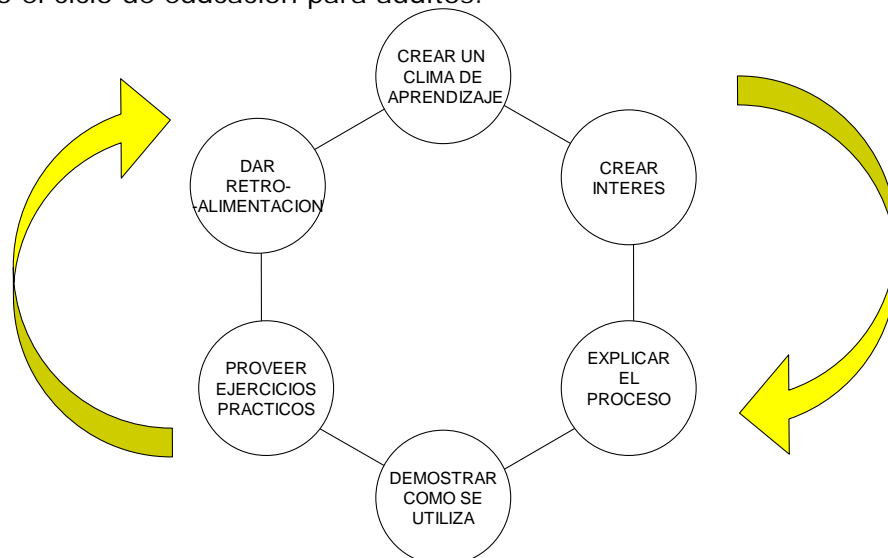 el ciclo de educación para adultos.
CREAR UN
CLIMA DE
APRENDIZAJE
CREAR
INTERES
EXPLICAR
EL
PROCESO
DEMOSTRAR
COMO SE
UTILIZA
PROVEER
EJERCICIOS
PRACTICOS
DAR
RETRO-
-ALIMENTACION